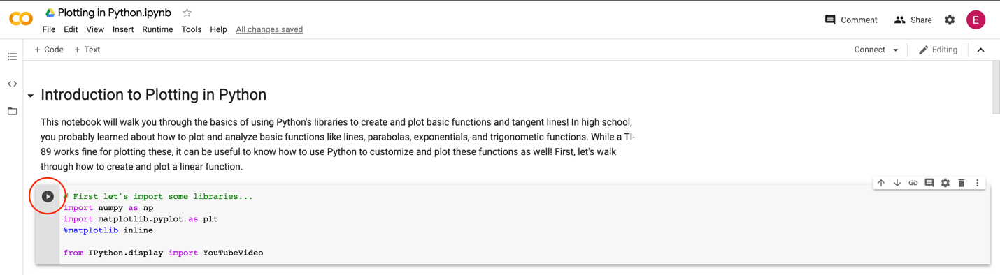 Plotting in Python.ipynb
Comment Share E
File Edit View Insert Runtime Tools Help All changes saved
+ Code + Text Connect Editing
Introduction to Plotting in Python
This notebook will walk you through the basics of using Python's libraries to create and plot basic functions and tangent lines! In high school,
you probably learned about how to plot and analyze basic functions like lines, parabolas, exponentials, and trigonometric functions. While a TI-
89 works fine for plotting these, it can be useful to know how to use Python to customize and plot these functions as well! First, let's walk
through how to create and plot a linear function.
# First let's import some libraries...
import numpy as np
import matplotlib.pyplot as plt
%matplotlib inline
from IPython.display import YouTubeVideo